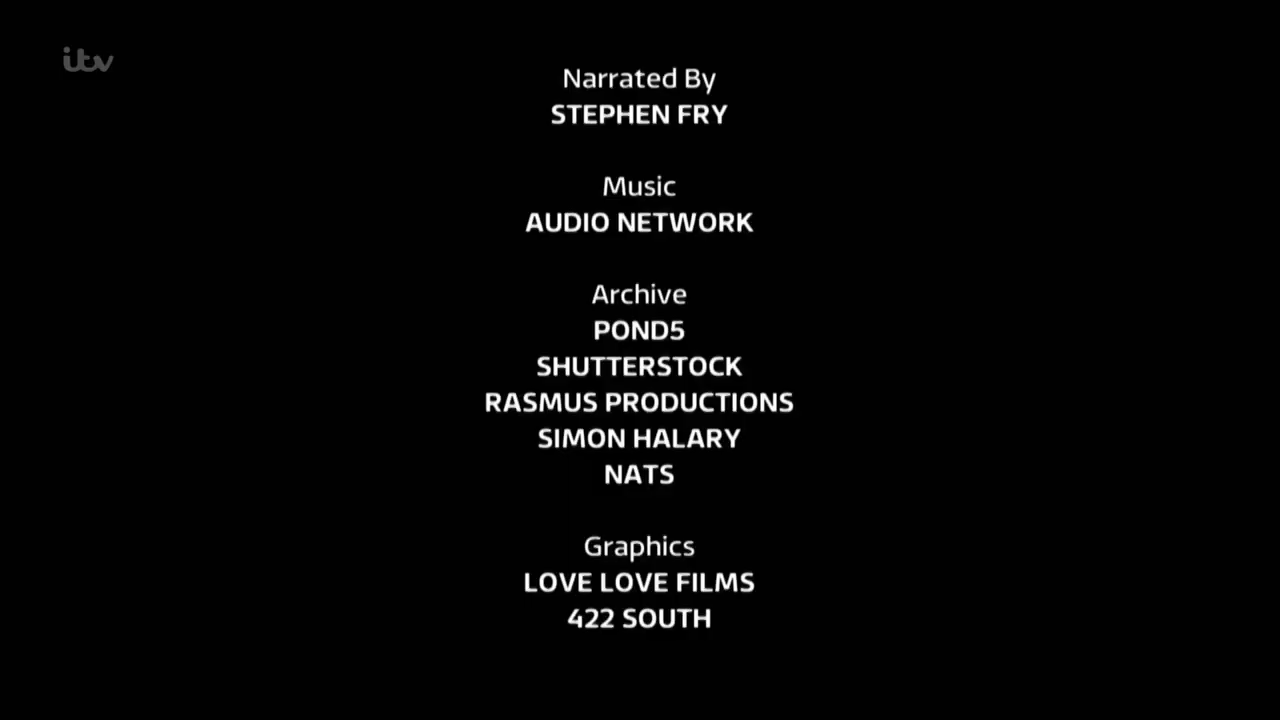 itv
Narrated By
STEPHEN FRY
Music
AUDIO NETWORK
Archive
POND5
SHUTTERSTOCK
RASMUS PRODUCTIONS
SIMON HALARY
NATS
Graphics
LOVE LOVE FILMS
422 SOUTH